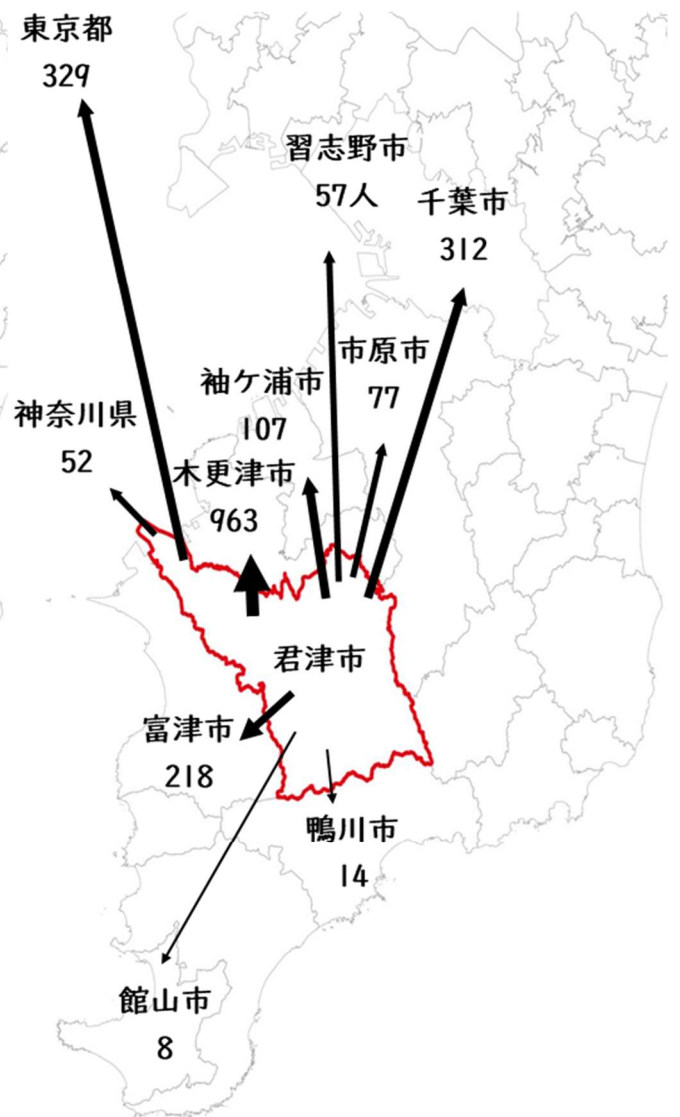 東京都
329
習志野市
57人
千葉市
312
市原市
77
袖ケ浦市
107
神奈川県
52
木更津市
963
君津市
富津市
218
鴨川市
14
館山市
8